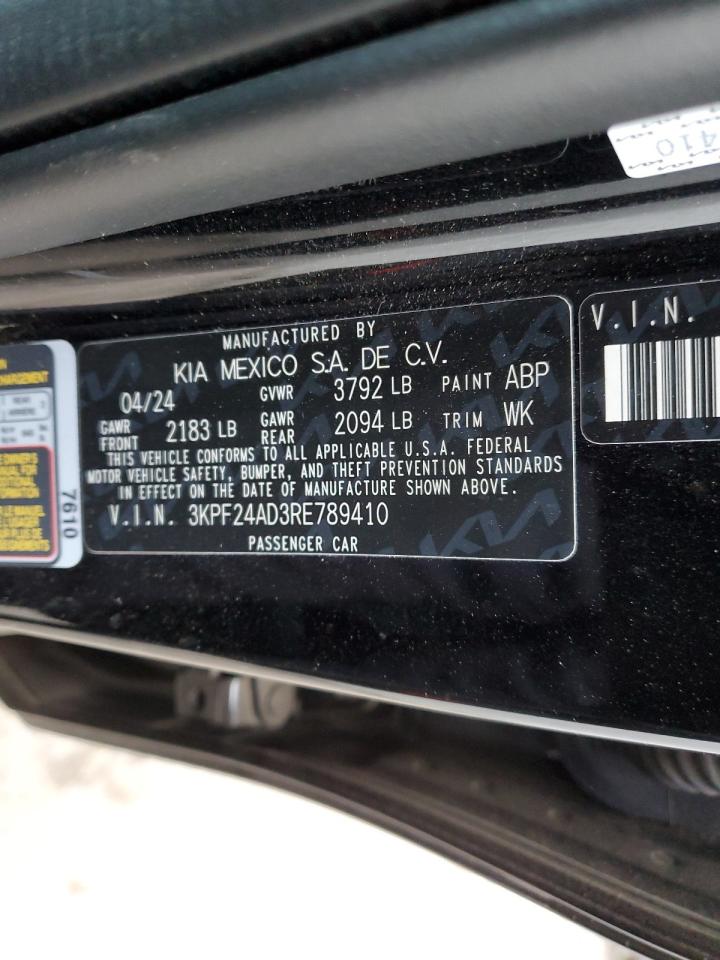 410
MANUFACTURED BY
KIA MEXICO S.A. DE C.V.
04/24 GVWR 3792 LB PAINT ABP
GAWR FRONT 2183 LB GAWR REAR 2094 LB TRIM WK
THIS VEHICLE CONFORMS TO ALL APPLICABLE U.S.A. FEDERAL
MOTOR VEHICLE SAFETY, BUMPER, AND THEFT PREVENTION STANDARDS
IN EFFECT ON THE DATE OF MANUFACTURE SHOWN ABOVE.
V.I.N. 3KPF24AD3RE789410
PASSENGER CAR
V.I.N.
7610